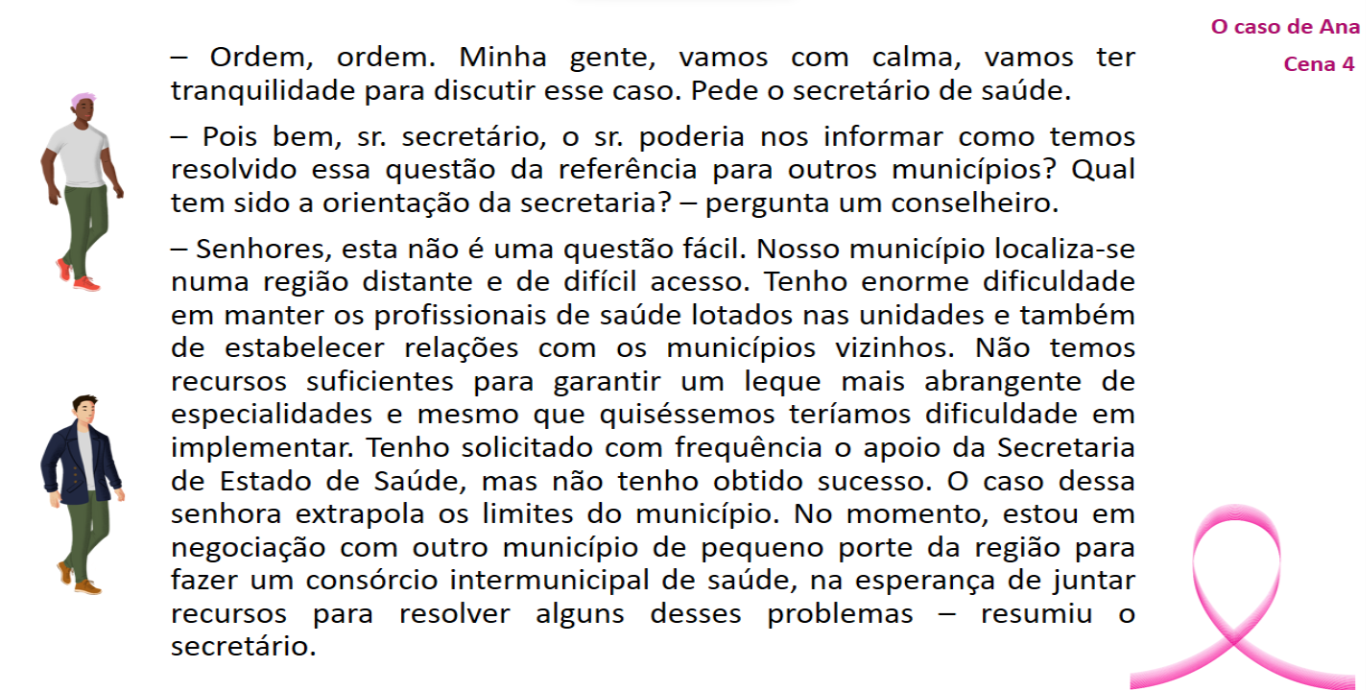 O caso de Ana
Cena 4
– Ordem, ordem. Minha gente, vamos com calma, vamos ter
tranquilidade para discutir esse caso. Pede o secretário de saúde.
– Pois bem, sr. secretário, o sr. poderia nos informar como temos
resolvido essa questão da referência para outros municípios? Qual
tem sido a orientação da secretaria? – pergunta um conselheiro.
– Senhores, esta não é uma questão fácil. Nosso município localiza-se
numa região distante e de difícil acesso. Tenho enorme dificuldade
em manter os profissionais de saúde lotados nas unidades e também
de estabelecer relações com os municípios vizinhos. Não temos
recursos suficientes para garantir um leque mais abrangente de
especialidades e mesmo que quiséssemos teríamos dificuldade em
implementar. Tenho solicitado com frequência o apoio da Secretaria
de Estado de Saúde, mas não tenho obtido sucesso. O caso dessa
senhora extrapola os limites do município. No momento, estou em
negociação com outro município de pequeno porte da região para
fazer um consórcio intermunicipal de saúde, na esperança de juntar
recursos para resolver alguns desses problemas – resumiu o
secretário.